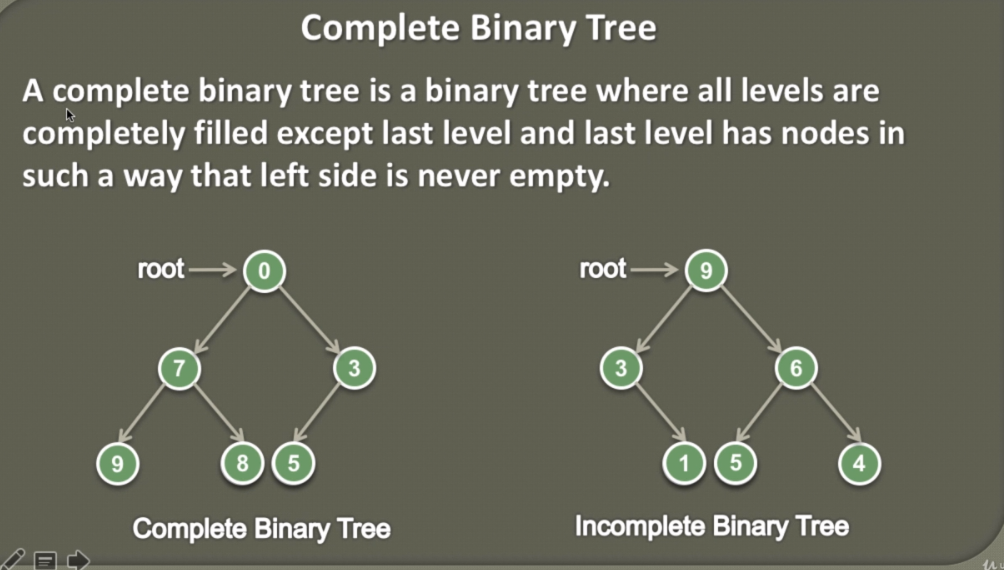 Complete Binary Tree
A complete binary tree is a binary tree where all levels are
completely filled except last level and last level has nodes in
such a way that left side is never empty.
root 0
7 3
9 8 5
Complete Binary Tree
root 9
3 6
1 5 4
Incomplete Binary Tree